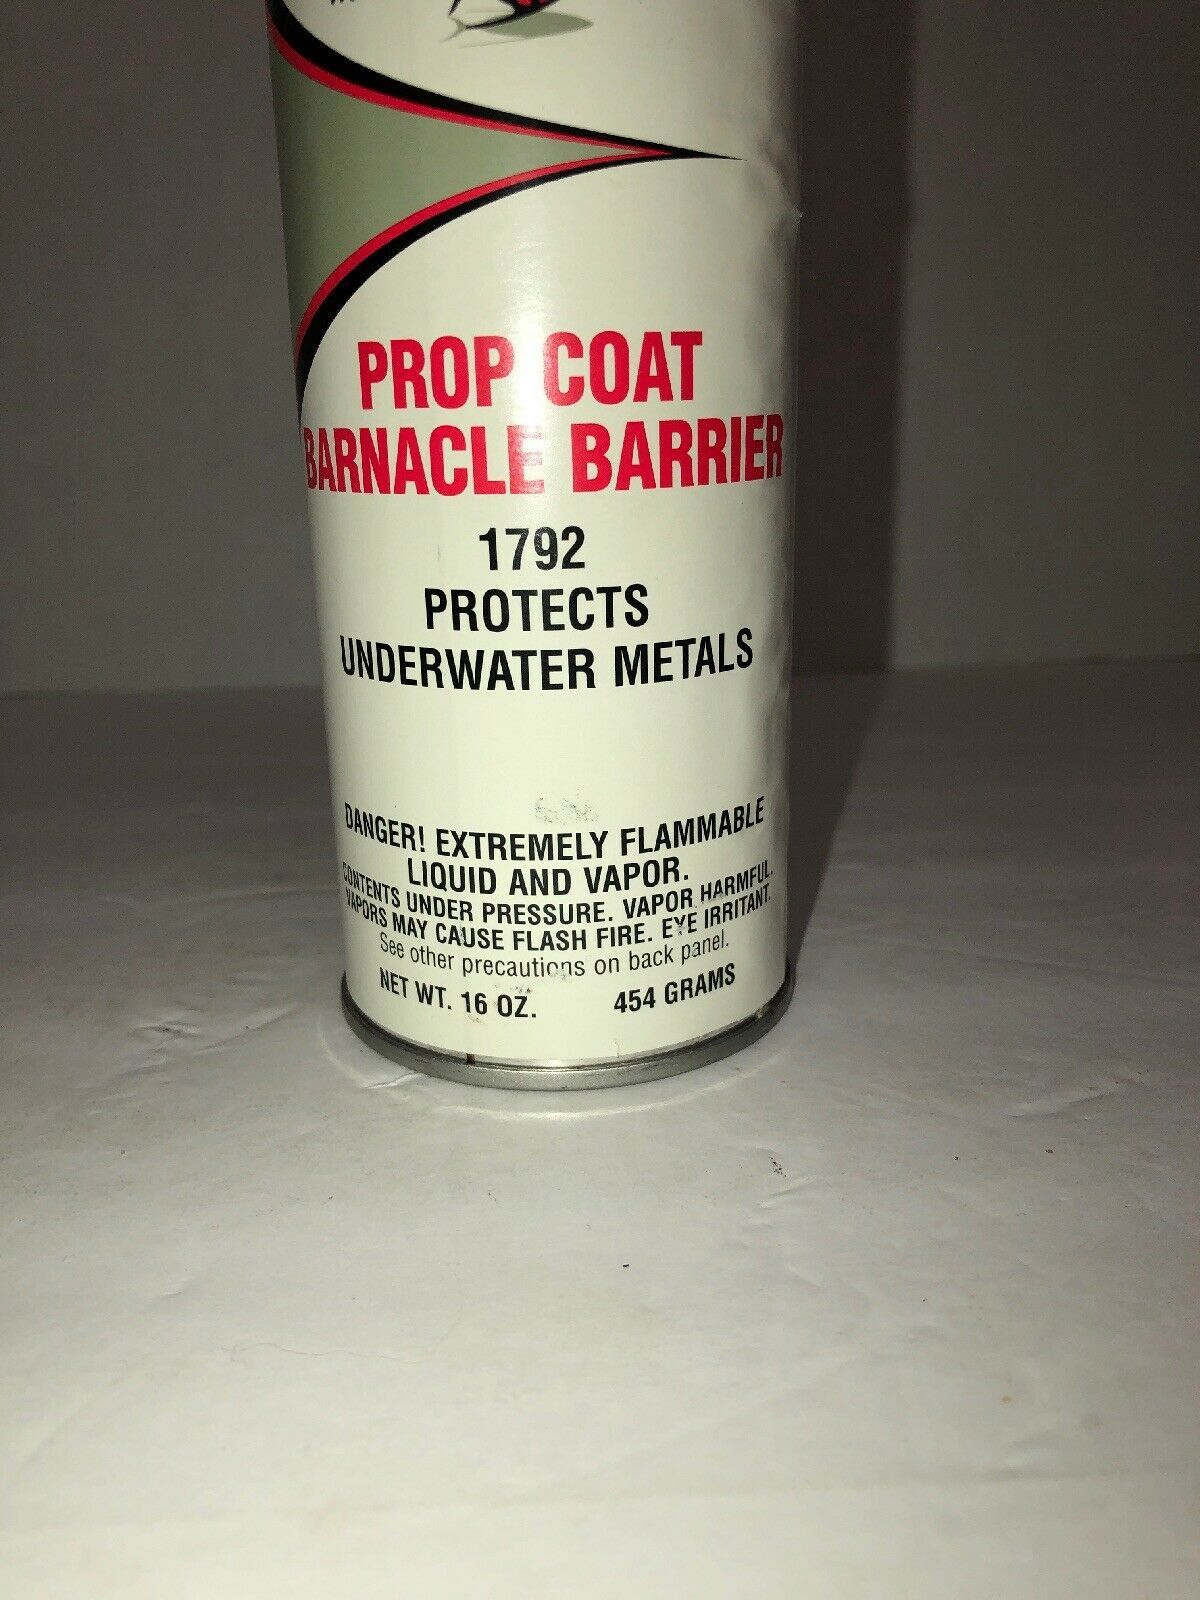 PROP COAT
BARNACLE BARRIER
1792
PROTECTS
UNDERWATER METALS
DANGER! EXTREMELY FLAMMABLE
LIQUID AND VAPOR.
CONTENTS UNDER PRESSURE. VAPOR HARMFUL.
VAPORS MAY CAUSE FLASH FIRE. EYE IRRITANT.
See other precautions on back panel.
NET WT. 16 OZ. 454 GRAMS